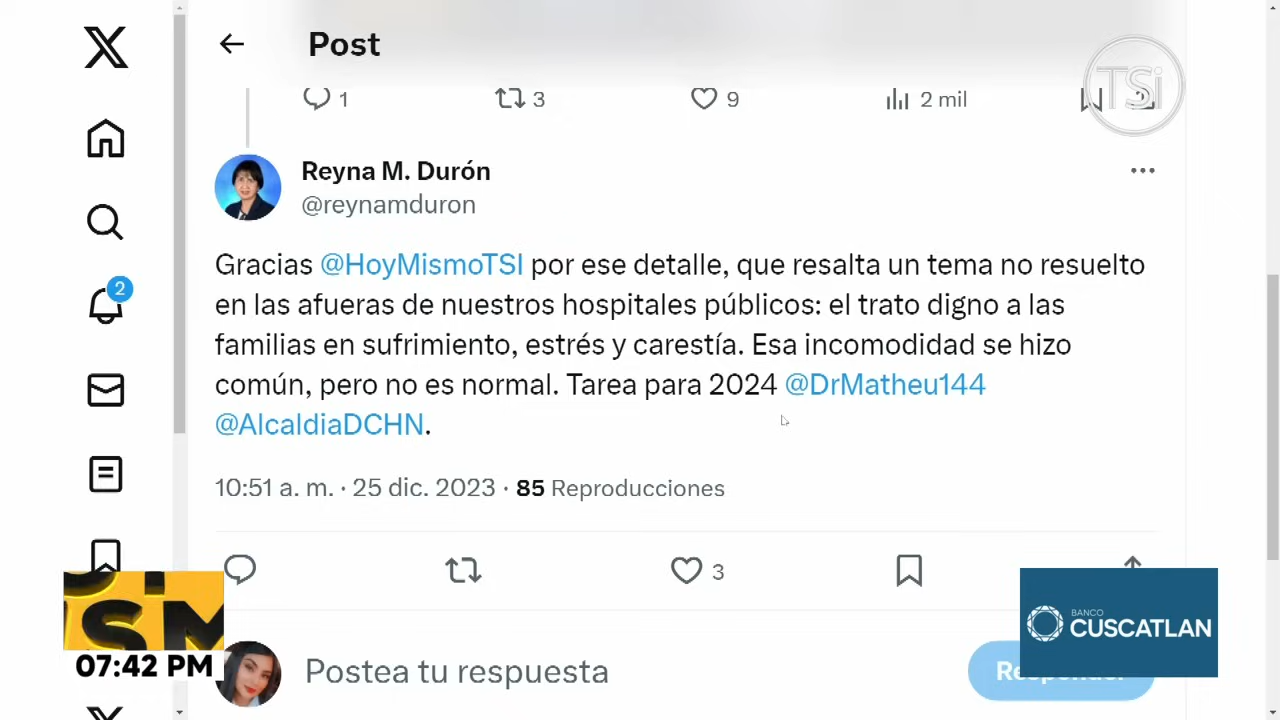 Post
TSi
1
3
9
2 mil
Reyna M. Durón
@reynamduron
Gracias @HoyMismoTSI por ese detalle, que resalta un tema no resuelto
en las afueras de nuestros hospitales públicos: el trato digno a las
familias en sufrimiento, estrés y carestía. Esa incomodidad se hizo
común, pero no es normal. Tarea para 2024 @DrMatheu144
@AlcaldiaDCHN.
10:51 a. m. · 25 dic. 2023 · 85 Reproducciones
2
3
BANCO
CUSCATLAN
07:42 PM
Postea tu respuesta